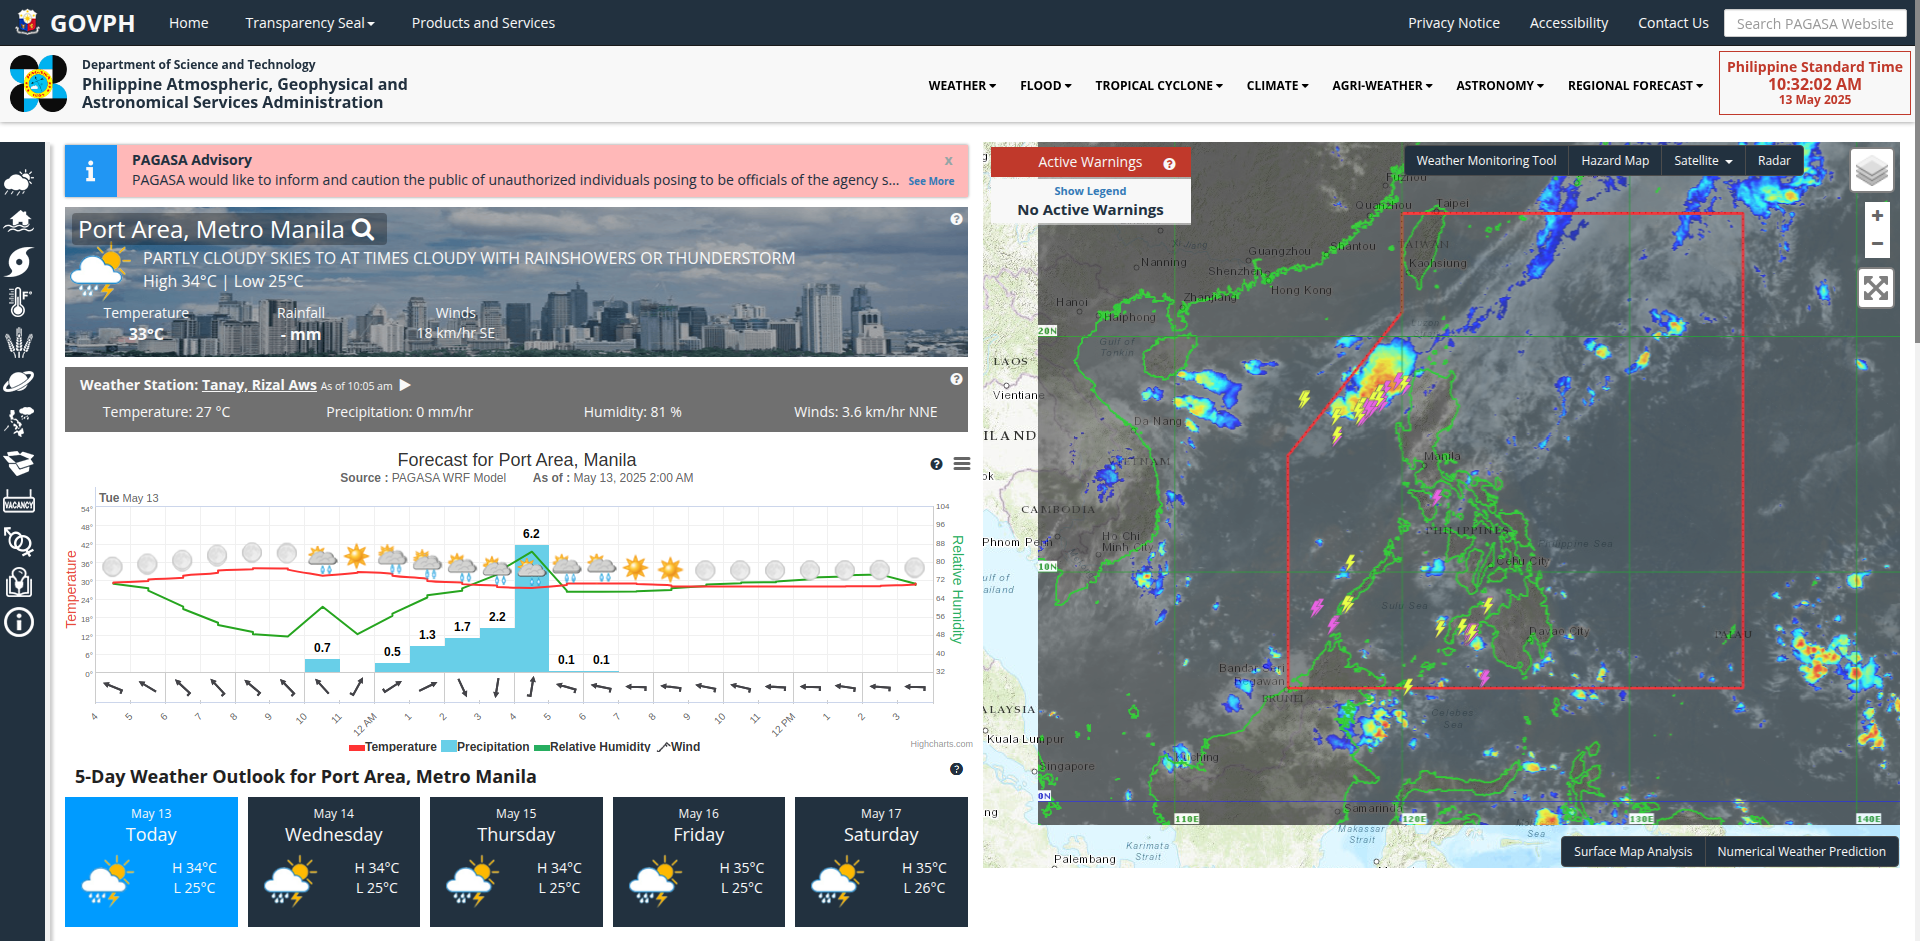 GOVPH
Home
Transparency Seal
Products and Services
Privacy Notice
Accessibility
Contact Us
Search PAGASA Website
Department of Science and Technology
Philippine Atmospheric, Geophysical and
Astronomical Services Administration
WEATHER
FLOOD
TROPICAL CYCLONE
CLIMATE
AGRI-WEATHER
ASTRONOMY
REGIONAL FORECAST
Philippine Standard Time
10:32:02 AM
13 May 2025
PAGASA Advisory
x
PAGASA would like to inform and caution the public of unauthorized individuals posing to be officials of the agency s... See More
Port Area, Metro Manila
PARTLY CLOUDY SKIES TO AT TIMES CLOUDY WITH RAINSHOWERS OR THUNDERSTORM
High 34°C | Low 25°C
Temperature
33°C
Rainfall
- mm
Winds
18 km/hr SE
Weather Station: Tanay, Rizal Aws As of 10:05 am
Temperature: 27 °C
Precipitation: 0 mm/hr
Humidity: 81 %
Winds: 3.6 km/hr NNE
VACANCY
Forecast for Port Area, Manila
Source : PAGASA WRF Model As of : May 13, 2025 2:00 AM
Tue May 13
Temperature
54°
48°
42°
36°
30°
24°
18°
12°
6°
0°
0.7
0.5
1.3
1.7
2.2
6.2
0.1
0.1
104
96
88
80
72
64
56
48
40
32
Relative Humidity
4
5
6
7
8
9
10
11
12 AM
1
2
3
4
5
6
7
8
9
10
11
12 PM
1
2
3
Temperature
Precipitation
Relative Humidity
Wind
Highcharts.com
5-Day Weather Outlook for Port Area, Metro Manila
May 13
Today
H 34°C
L 25°C
May 14
Wednesday
H 34°C
L 25°C
May 15
Thursday
H 34°C
L 25°C
May 16
Friday
H 35°C
L 25°C
May 17
Saturday
H 35°C
L 26°C
Active Warnings
Show Legend
No Active Warnings
Weather Monitoring Tool
Hazard Map
Satellite
Radar
+
−
Fuzhou
Quanzhou
Taipei
Shantou
TAIWAN
Kaohsiung
Guangzhou
Nanning
Shenzhen
Hong Kong
Zhanjiang
Hanoi
Haiphong
20N
Gulf of
Tonkin
LAOS
Vientiane
Da Nang
ILAND
VIETNAM
Manila
ok
CAMBODIA
PHILIPPINES
Phnom Penh
Ho Chi
Minh City
Philippine Sea
10N
Cebu City
ulf of
ailand
Sulu Sea
Davao City
PALAU
Bandar Seri
Begawan
BRUNEI
ALAYSIA
Celebes
Sea
Kuala Lumpur
Kuching
Singapore
0N
ng
Samarinda
110E
120E
130E
140E
Makassar
Strait
Sea
Karimata
Strait
Palembang
Surface Map Analysis
Numerical Weather Prediction